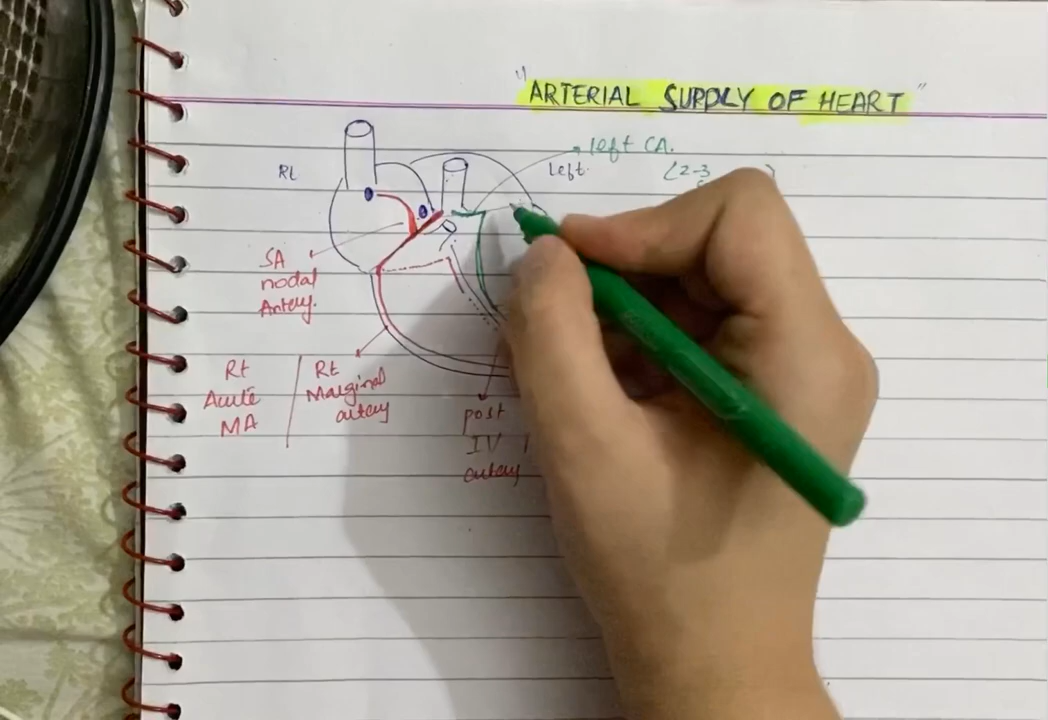 "ARTERIAL SUPPLY OF HEART"
left CA.
Rt
Left.
(2-3 )
SA
nodal
Artery.
Rt
Acute
MA
Rt
Marginal
artery
post
IV
artery